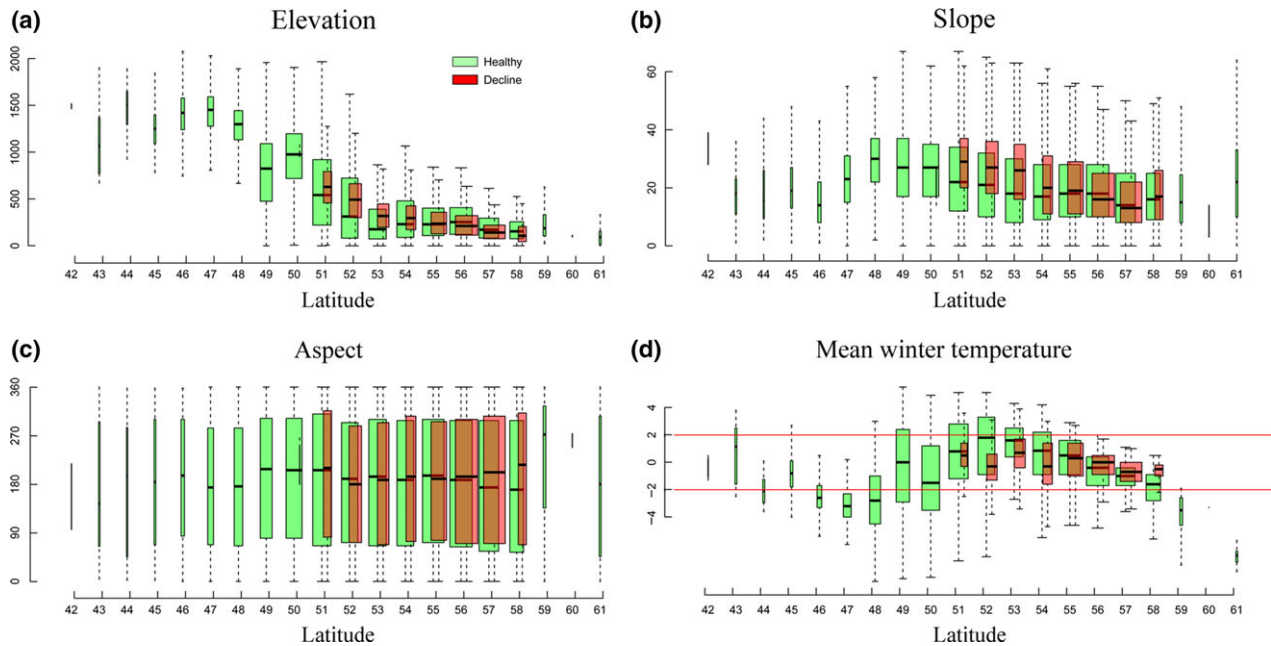 (a) Elevation
2000
1500
1000
500
0
Healthy
Decline
42 43 44 45 46 47 48 49 50 51 52 53 54 55 56 57 58 59 60 61
Latitude
(b) Slope
60
40
20
0
42 43 44 45 46 47 48 49 50 51 52 53 54 55 56 57 58 59 60 61
Latitude
(c) Aspect
360
270
180
90
0
42 43 44 45 46 47 48 49 50 51 52 53 54 55 56 57 58 59 60 61
Latitude
(d) Mean winter temperature
4
2
0
−2
−4
42 43 44 45 46 47 48 49 50 51 52 53 54 55 56 57 58 59 60 61
Latitude